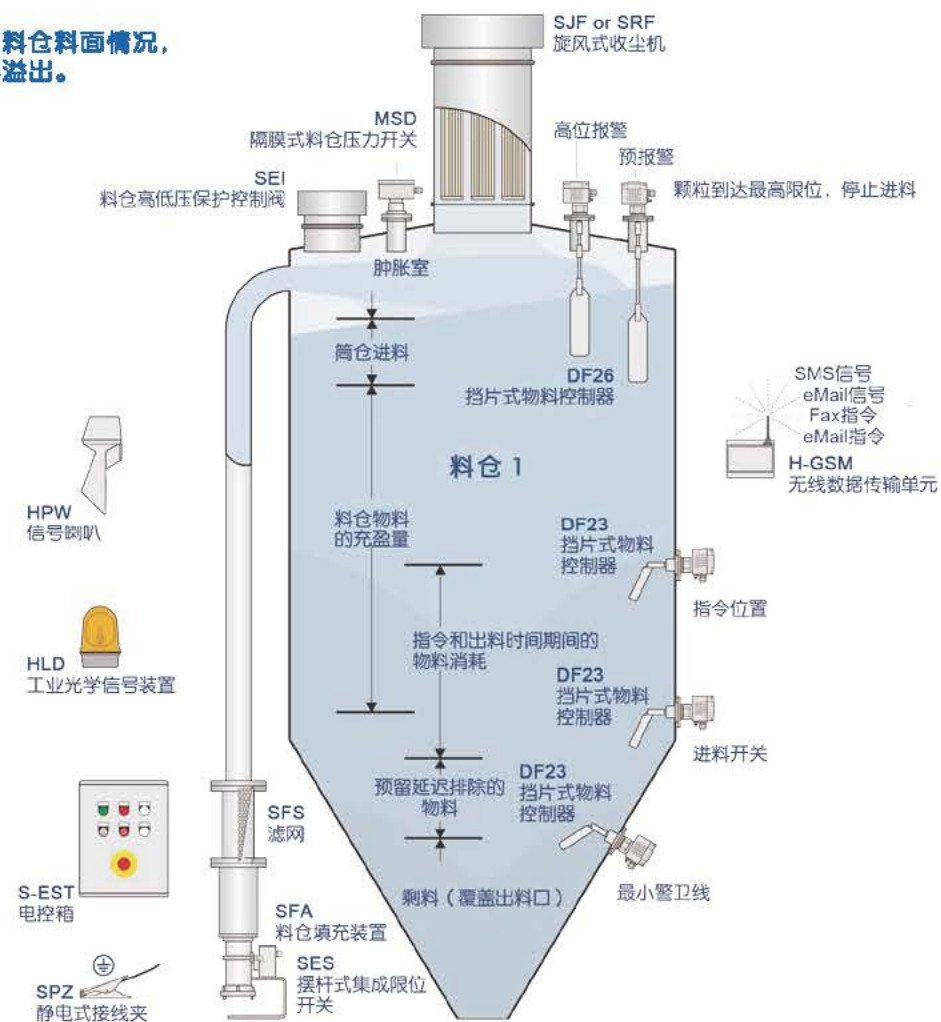 料仓料面情况，
溢出。
SJF or SRF
旋风式收尘机
MSD
隔膜式料仓压力开关
高位报警
预报警
SEI
料仓高低压保护控制阀
颗粒到达最高限位，停止进料
肿胀室
筒仓进料
DF26
挡片式物料控制器
SMS信号
eMail信号
Fax指令
eMail指令
H-GSM
无线数据传输单元
料仓 1
HPW
信号喇叭
料仓物料
的充盈量
DF23
挡片式物料
控制器
指令位置
指令和出料时间期间的
物料消耗
HLD
工业光学信号装置
DF23
挡片式物料
控制器
进料开关
预留延迟排除的
物料
DF23
挡片式物料
控制器
SFS
滤网
S-EST
电控箱
剩料（覆盖出料口）
最小警卫线
SFA
料仓填充装置
SES
摆杆式集成限位
开关
SPZ
静电式接线夹